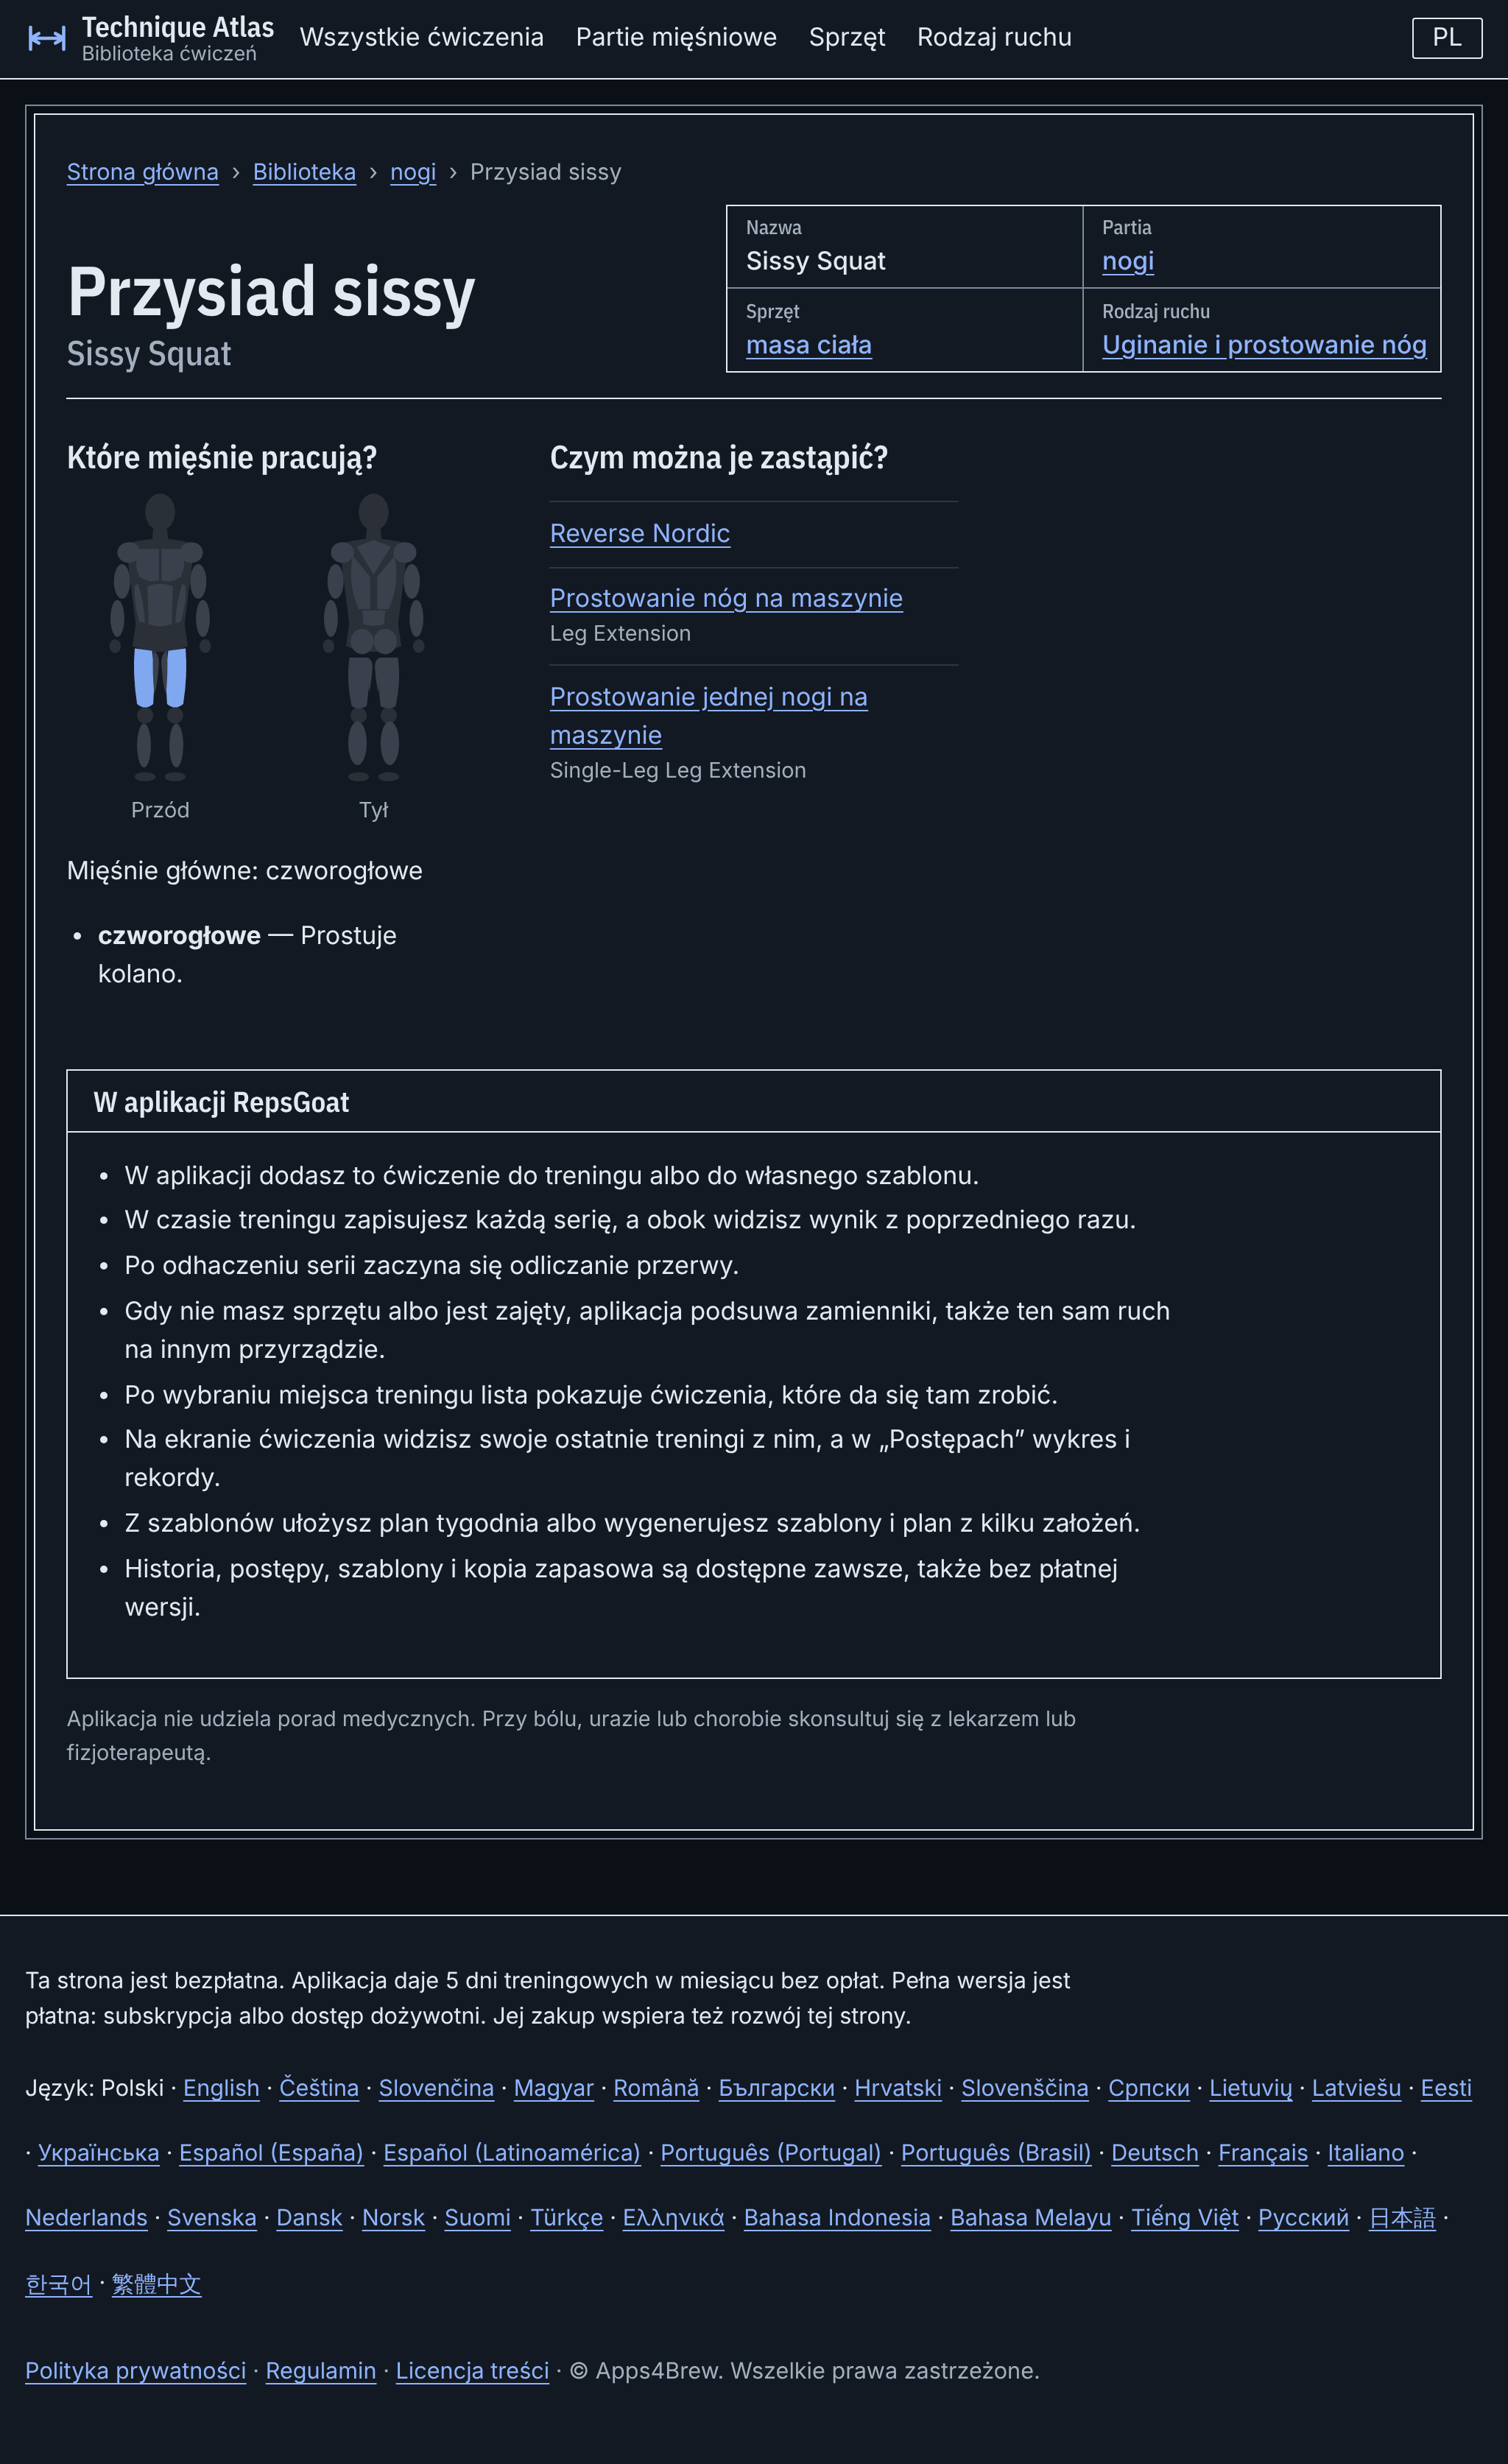 Technique Atlas
Biblioteka ćwiczeń
Wszystkie ćwiczenia
Partie mięśniowe
Sprzęt
Rodzaj ruchu
PL
Strona główna › Biblioteka › nogi › Przysiad sissy
Przysiad sissy
Sissy Squat
Nazwa
Sissy Squat
Partia
nogi
Sprzęt
masa ciała
Rodzaj ruchu
Uginanie i prostowanie nóg
Które mięśnie pracują?
Przód
Tył
Mięśnie główne: czworogłowe
• czworogłowe — Prostuje
kolano.
Czym można je zastąpić?
Reverse Nordic
Prostowanie nóg na maszynie
Leg Extension
Prostowanie jednej nogi na
maszynie
Single-Leg Leg Extension
W aplikacji RepsGoat
• W aplikacji dodasz to ćwiczenie do treningu albo do własnego szablonu.
• W czasie treningu zapisujesz każdą serię, a obok widzisz wynik z poprzedniego razu.
• Po odhaczeniu serii zaczyna się odliczanie przerwy.
• Gdy nie masz sprzętu albo jest zajęty, aplikacja podsuwa zamienniki, także ten sam ruch
na innym przyrządzie.
• Po wybraniu miejsca treningu lista pokazuje ćwiczenia, które da się tam zrobić.
• Na ekranie ćwiczenia widzisz swoje ostatnie treningi z nim, a w „Postępach” wykres i
rekordy.
• Z szablonów ułożysz plan tygodnia albo wygenerujesz szablony i plan z kilku założeń.
• Historia, postępy, szablony i kopia zapasowa są dostępne zawsze, także bez płatnej
wersji.
Aplikacja nie udziela porad medycznych. Przy bólu, urazie lub chorobie skonsultuj się z lekarzem lub
fizjoterapeutą.
Ta strona jest bezpłatna. Aplikacja daje 5 dni treningowych w miesiącu bez opłat. Pełna wersja jest
płatna: subskrypcja albo dostęp dożywotni. Jej zakup wspiera też rozwój tej strony.
Język: Polski · English · Čeština · Slovenčina · Magyar · Română · Български · Hrvatski · Slovenščina · Српски · Lietuvių · Latviešu · Eesti
· Українська · Español (España) · Español (Latinoamérica) · Português (Portugal) · Português (Brasil) · Deutsch · Français · Italiano ·
Nederlands · Svenska · Dansk · Norsk · Suomi · Türkçe · Ελληνικά · Bahasa Indonesia · Bahasa Melayu · Tiếng Việt · Русский · 日本語 ·
한국어 · 繁體中文
Polityka prywatności · Regulamin · Licencja treści · © Apps4Brew. Wszelkie prawa zastrzeżone.